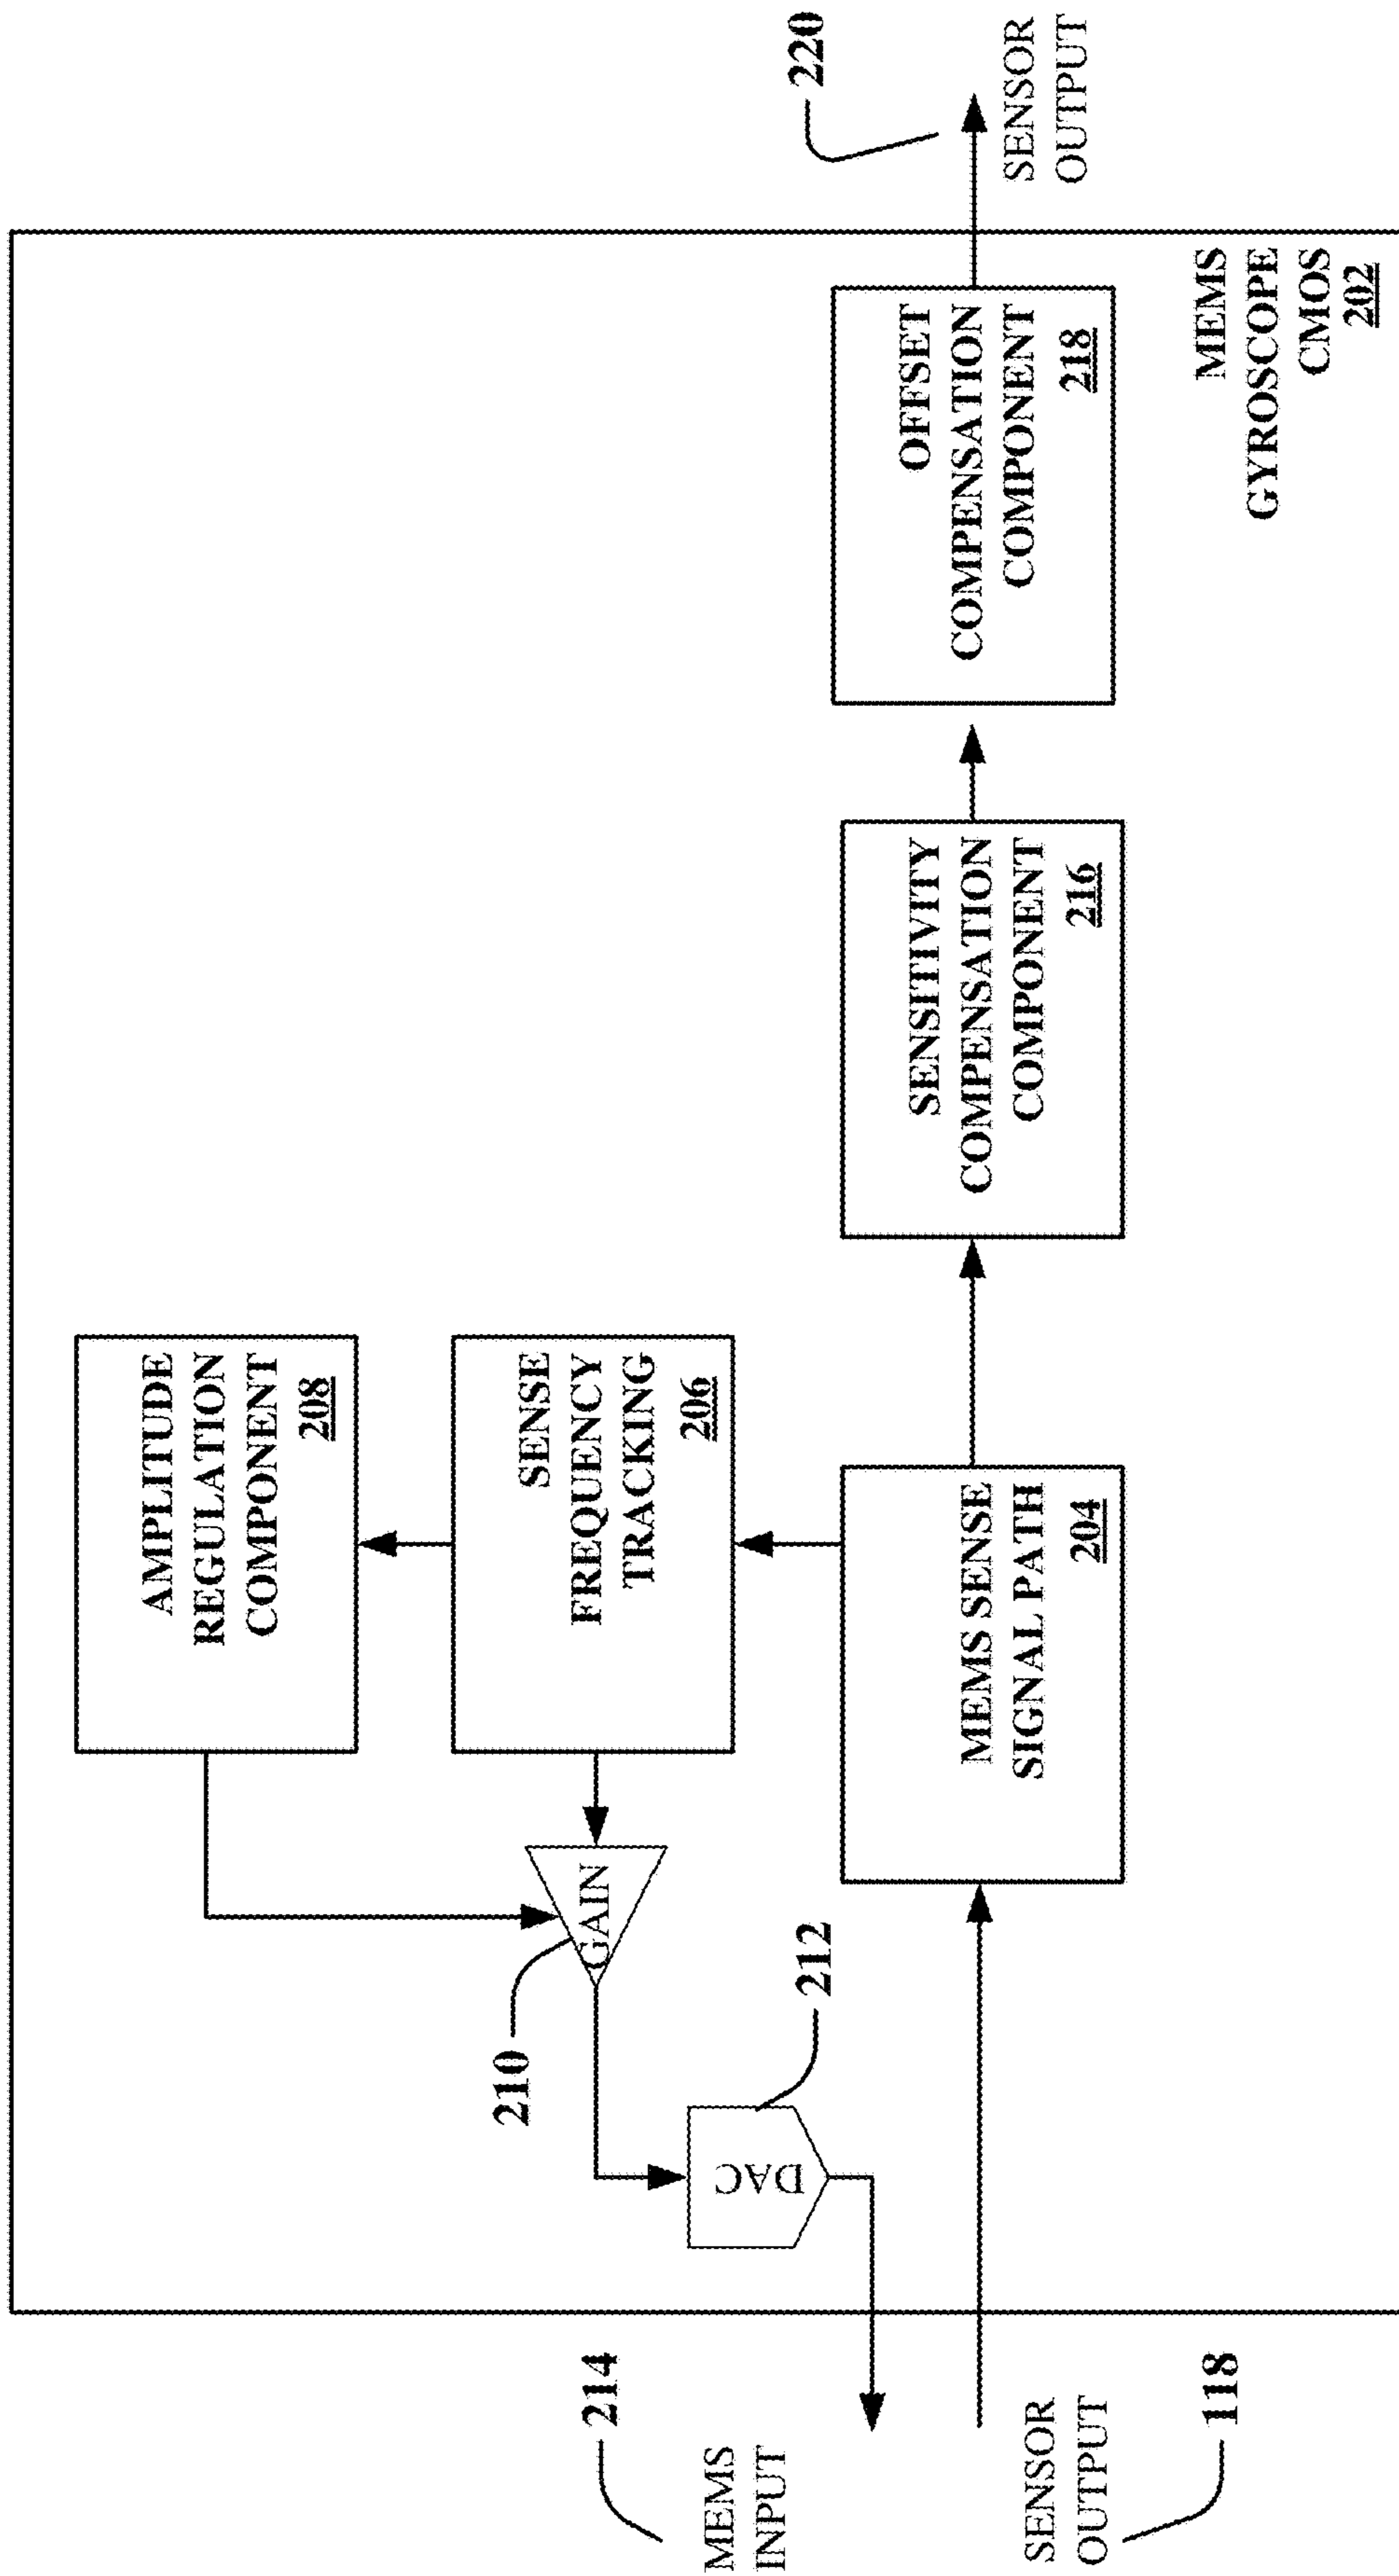 AMPLITUDE
REGULATION
COMPONENT
208
SENSE
FREQUENCY
TRACKING
206
GAIN
210
DAC
212
214
MEMS
INPUT
MEMS SENSE
SIGNAL PATH
204
SENSITIVITY
COMPENSATION
COMPONENT
216
OFFSET
COMPENSATION
COMPONENT
218
220
SENSOR
OUTPUT
SENSOR
OUTPUT
118
MEMS
GYROSCOPE
CMOS
202